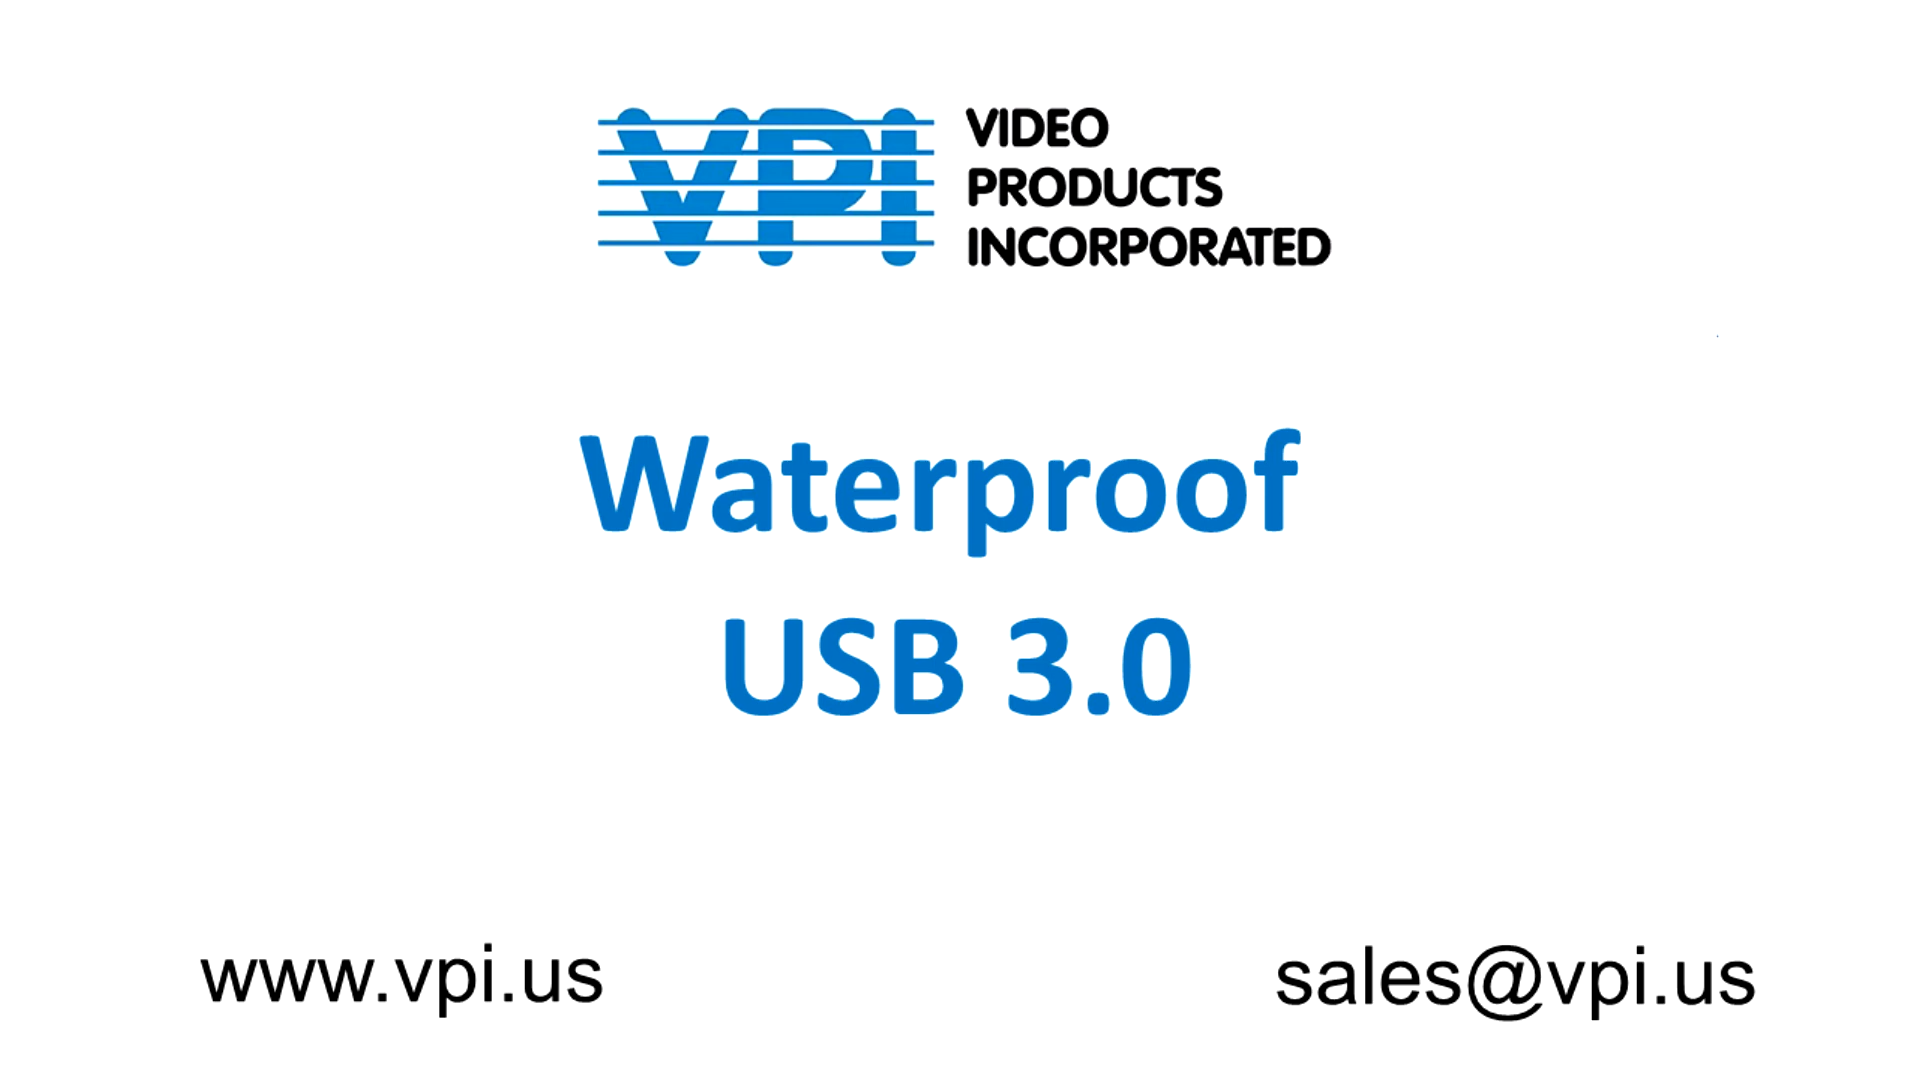 VPI
VIDEO
PRODUCTS
INCORPORATED
Waterproof
USB 3.0
www.vpi.us
sales@vpi.us